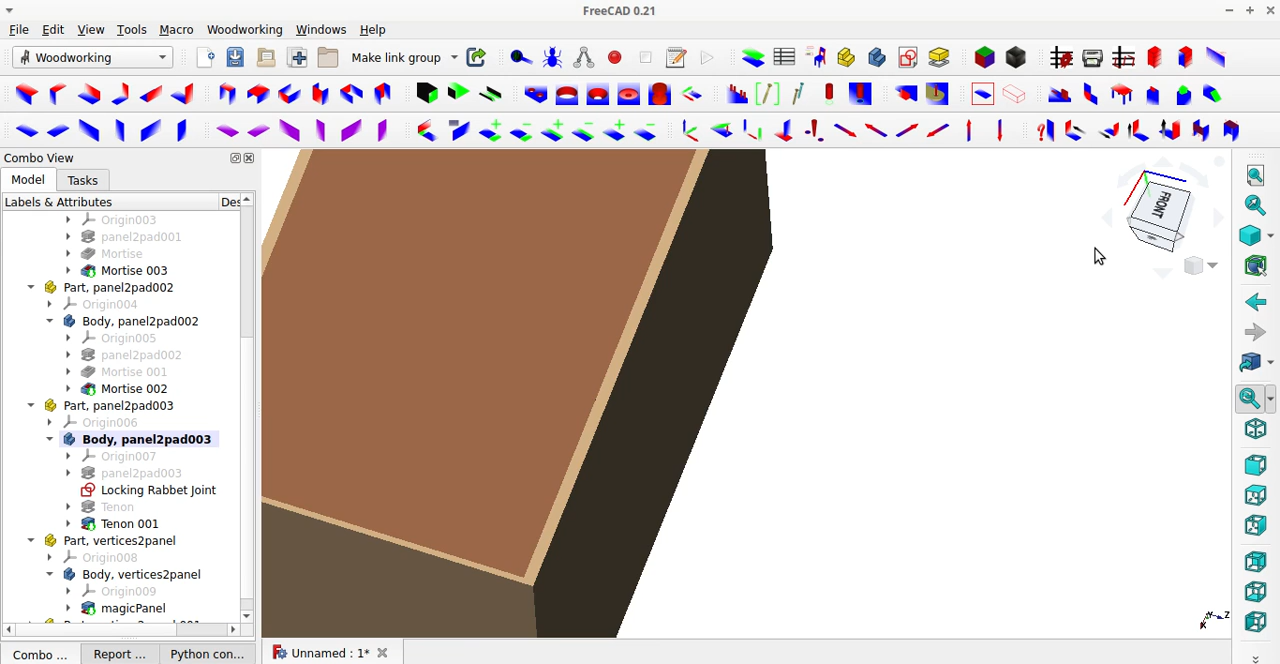 FreeCAD 0.21
File Edit View Tools Macro Woodworking Windows Help
Woodworking Make link group
Combo View
Model Tasks
Labels & Attributes Des
Origin003
panel2pad001
Mortise
Mortise 003
Part, panel2pad002
Origin004
Body, panel2pad002
Origin005
panel2pad002
Mortise 001
Mortise 002
Part, panel2pad003
Origin006
Body, panel2pad003
Origin007
panel2pad003
Locking Rabbet Joint
Tenon
Tenon 001
Part, vertices2panel
Origin008
Body, vertices2panel
Origin009
magicPanel
FRONT
Y Z
X
Combo ... Report ... Python con... Unnamed : 1*